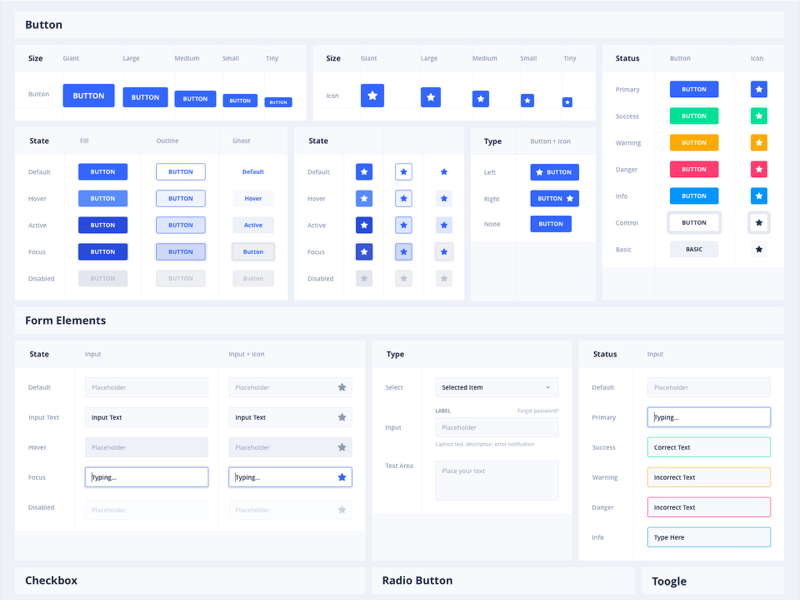 Button
Size Giant Large Medium Small Tiny
Button BUTTON BUTTON BUTTON BUTTON BUTTON
Size Giant Large Medium Small Tiny
Icon
Status Button Icon
Primary BUTTON
Success BUTTON
Warning BUTTON
Danger BUTTON
Info BUTTON
Control BUTTON
Basic BASIC
State Fill Outline Ghost
Default BUTTON BUTTON Default
Hover BUTTON BUTTON Hover
Active BUTTON BUTTON Active
Focus BUTTON BUTTON Button
Disabled BUTTON BUTTON Button
State
Default
Hover
Active
Focus
Disabled
Type Button + Icon
Left BUTTON
Right BUTTON
None BUTTON
Form Elements
State Input Input + Icon
Default Placeholder Placeholder
Input Text Input Text Input Text
Hover Placeholder Placeholder
Focus Typing... Typing...
Disabled Placeholder Placeholder
Type
Select Selected Item
LABEL Forgot password?
Input Placeholder
Caption text, description, error notification
Text Area Place your text
Status Input
Default Placeholder
Primary Typing...
Success Correct Text
Warning Incorrect Text
Danger Incorrect Text
Info Type Here
Checkbox
Radio Button
Toogle